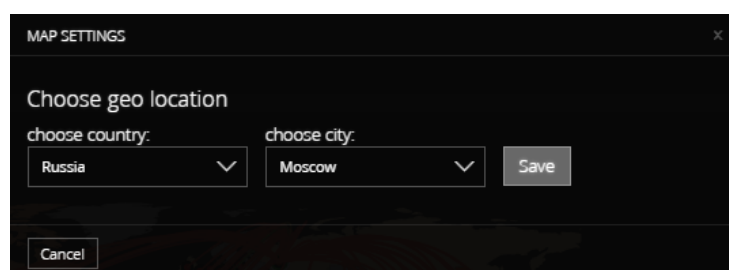 MAP SETTINGS x
Choose geo location
choose country: choose city:
Russia Moscow Save
Cancel